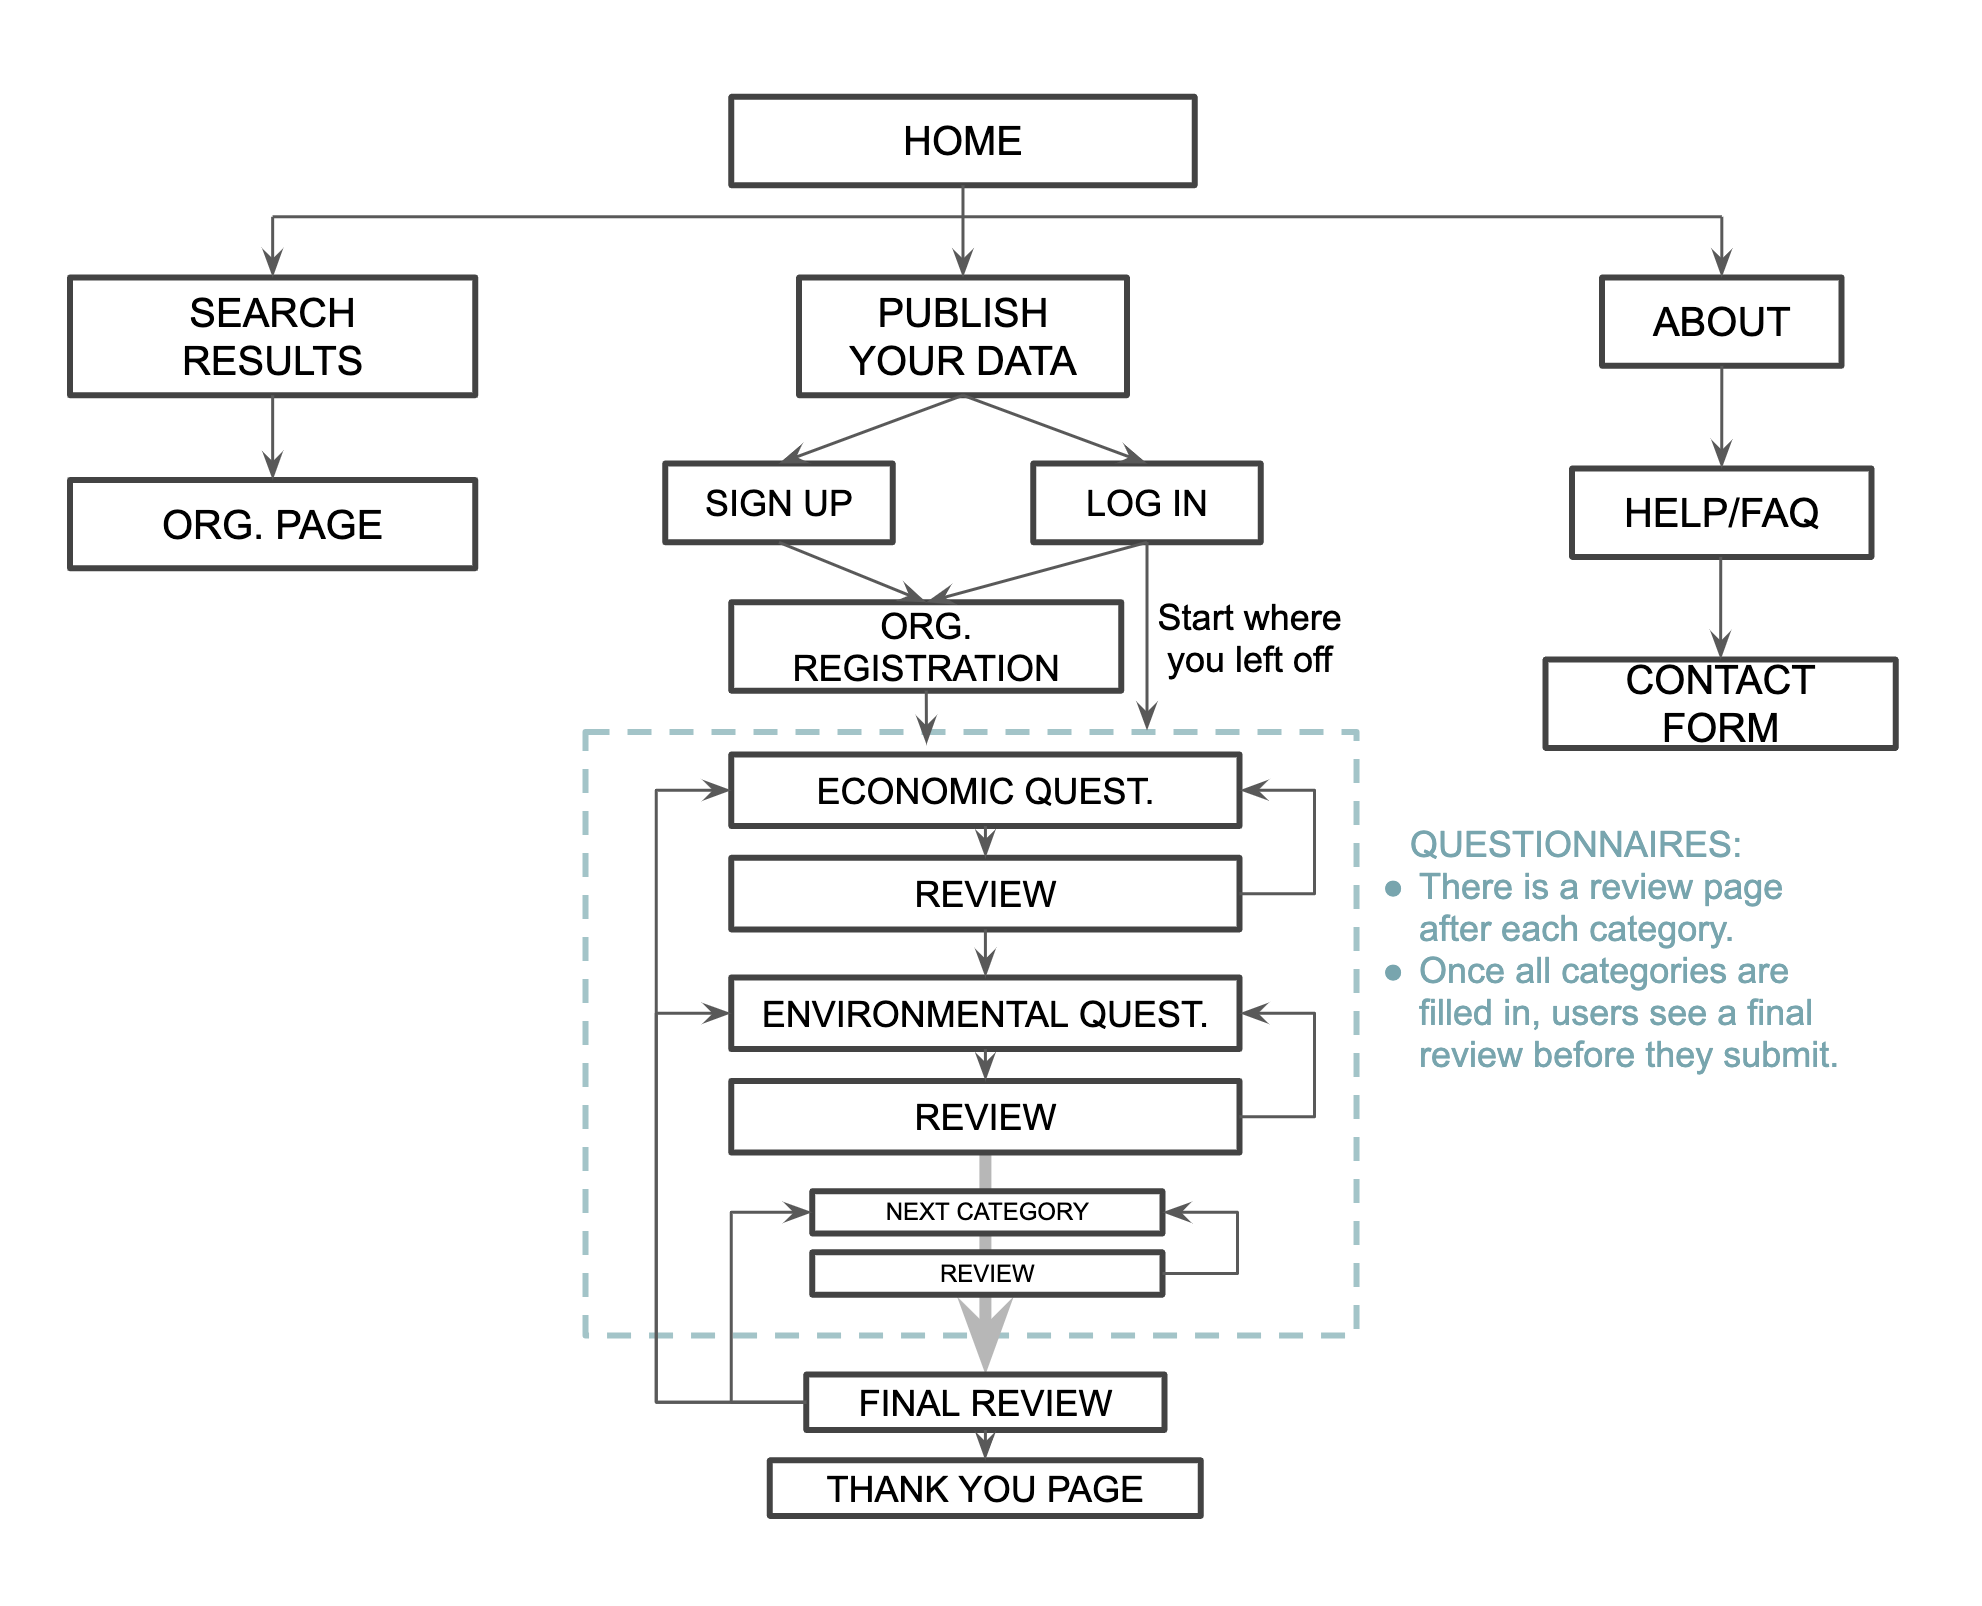 HOME
SEARCH
RESULTS
PUBLISH
YOUR DATA
ABOUT
ORG. PAGE
SIGN UP
LOG IN
HELP/FAQ
ORG.
REGISTRATION
Start where
you left off
CONTACT
FORM
ECONOMIC QUEST.
REVIEW
ENVIRONMENTAL QUEST.
REVIEW
NEXT CATEGORY
REVIEW
QUESTIONNAIRES:
● There is a review page
after each category.
● Once all categories are
filled in, users see a final
review before they submit.
FINAL REVIEW
THANK YOU PAGE